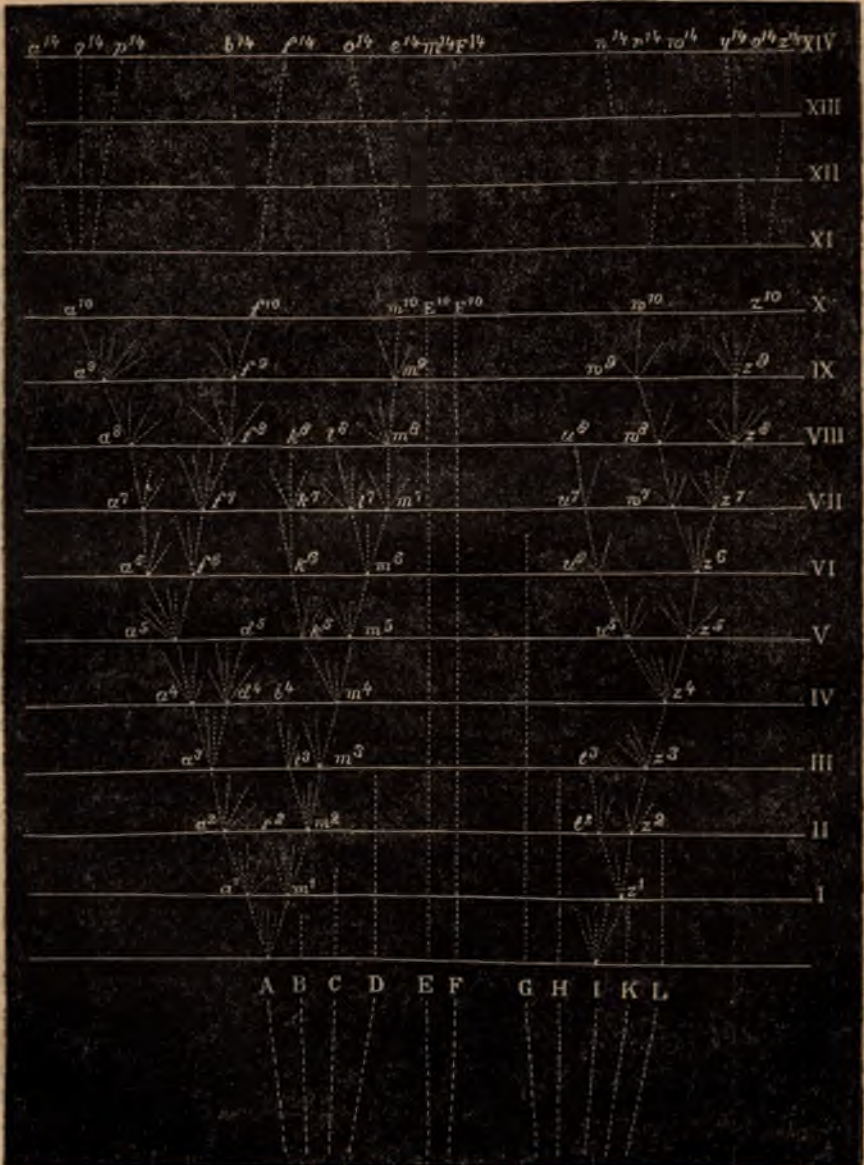 a¹⁴ q¹⁴ p¹⁴ b¹⁴ f¹⁴ o¹⁴ e¹⁴ m¹⁴ F¹⁴ n¹⁴ r¹⁴ w¹⁴ y¹⁴ v¹⁴ z¹⁴ XIV
XIII
XII
XI
a¹⁰ f¹⁰ m¹⁰ E¹⁰ F¹⁰ w¹⁰ z¹⁰ X
a⁹ f⁹ m⁹ w⁹ z⁹ IX
a⁸ f⁸ k⁸ l⁸ m⁸ u⁸ w⁸ z⁸ VIII
a⁷ f⁷ k⁷ l⁷ m⁷ u⁷ w⁷ z⁷ VII
a⁶ f⁶ k⁶ m⁶ u⁶ z⁶ VI
a⁵ d⁵ k⁵ m⁵ u⁵ z⁵ V
a⁴ d⁴ i⁴ m⁴ z⁴ IV
a³ i³ m³ t³ z³ III
a² m² t² z² II
a¹ m¹ z¹ I
A B C D E F G H I K L